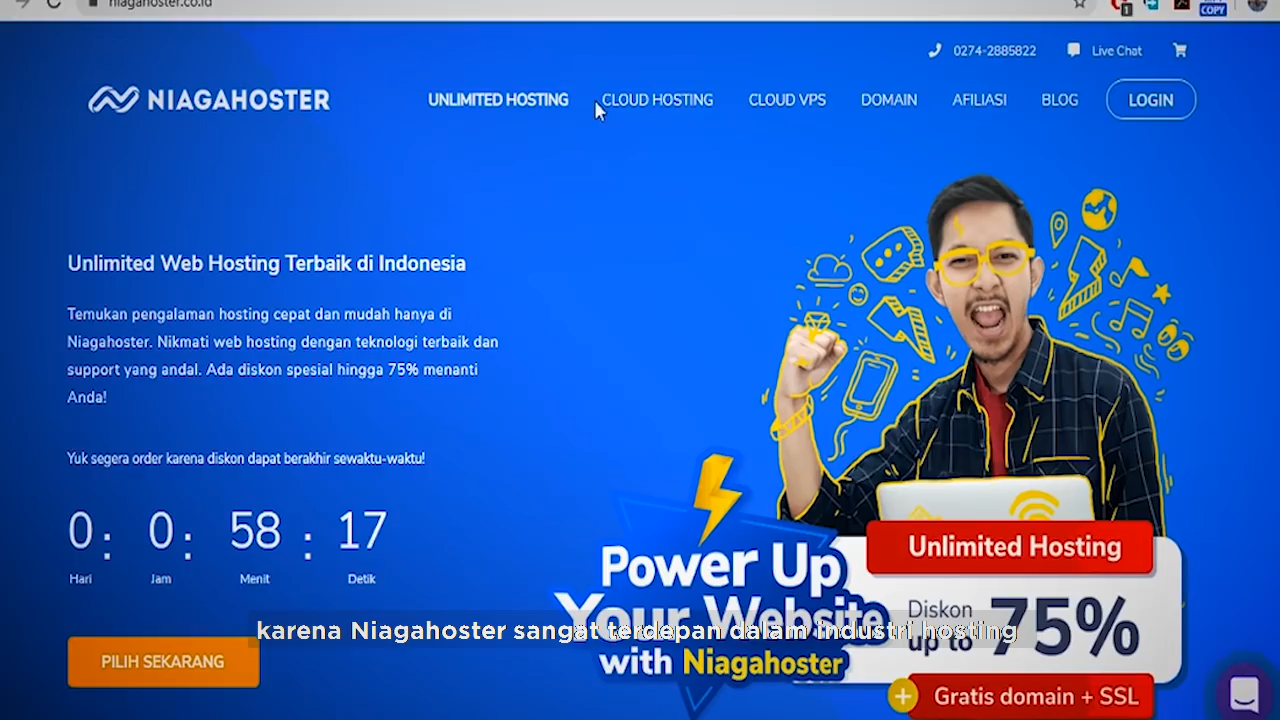 niagahoster.co.id
1
COPY
0274-2885822
Live Chat
NIAGAHOSTER
UNLIMITED HOSTING
CLOUD HOSTING
CLOUD VPS
DOMAIN
AFILIASI
BLOG
LOGIN
Unlimited Web Hosting Terbaik di Indonesia
Temukan pengalaman hosting cepat dan mudah hanya di
Niagahoster. Nikmati web hosting dengan teknologi terbaik dan
support yang andal. Ada diskon spesial hingga 75% menanti
Anda!
Yuk segera order karena diskon dapat berakhir sewaktu-waktu!
0 : 0 : 58 : 17
Hari Jam Menit Detik
PILIH SEKARANG
Power Up
Your Website
with Niagahoster
Unlimited Hosting
Diskon
up to 75%
+ Gratis domain + SSL
karena Niagahoster sangat terdepan dalam industri hosting